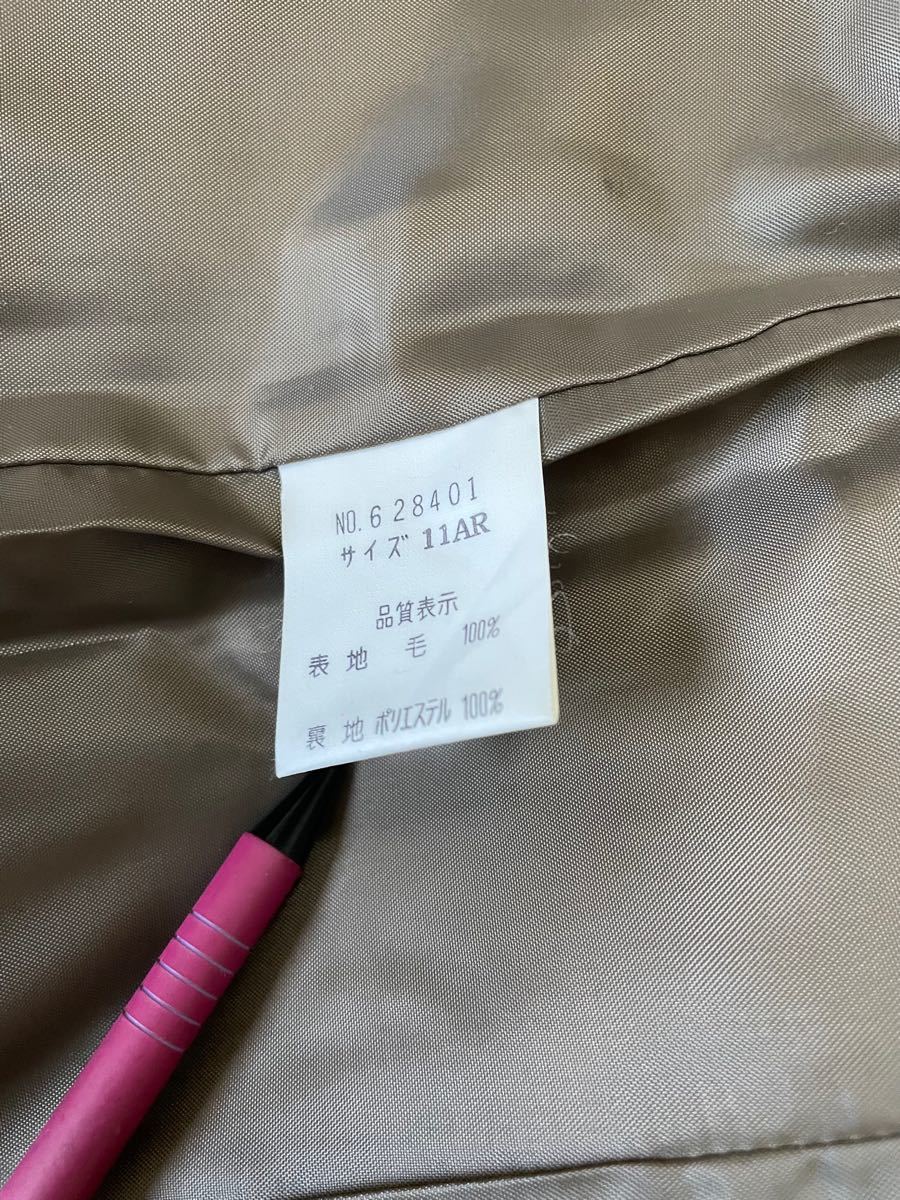 NO.628401
サイズ 11AR
品質表示
表地 毛 100%
裏地 ポリエステル 100%